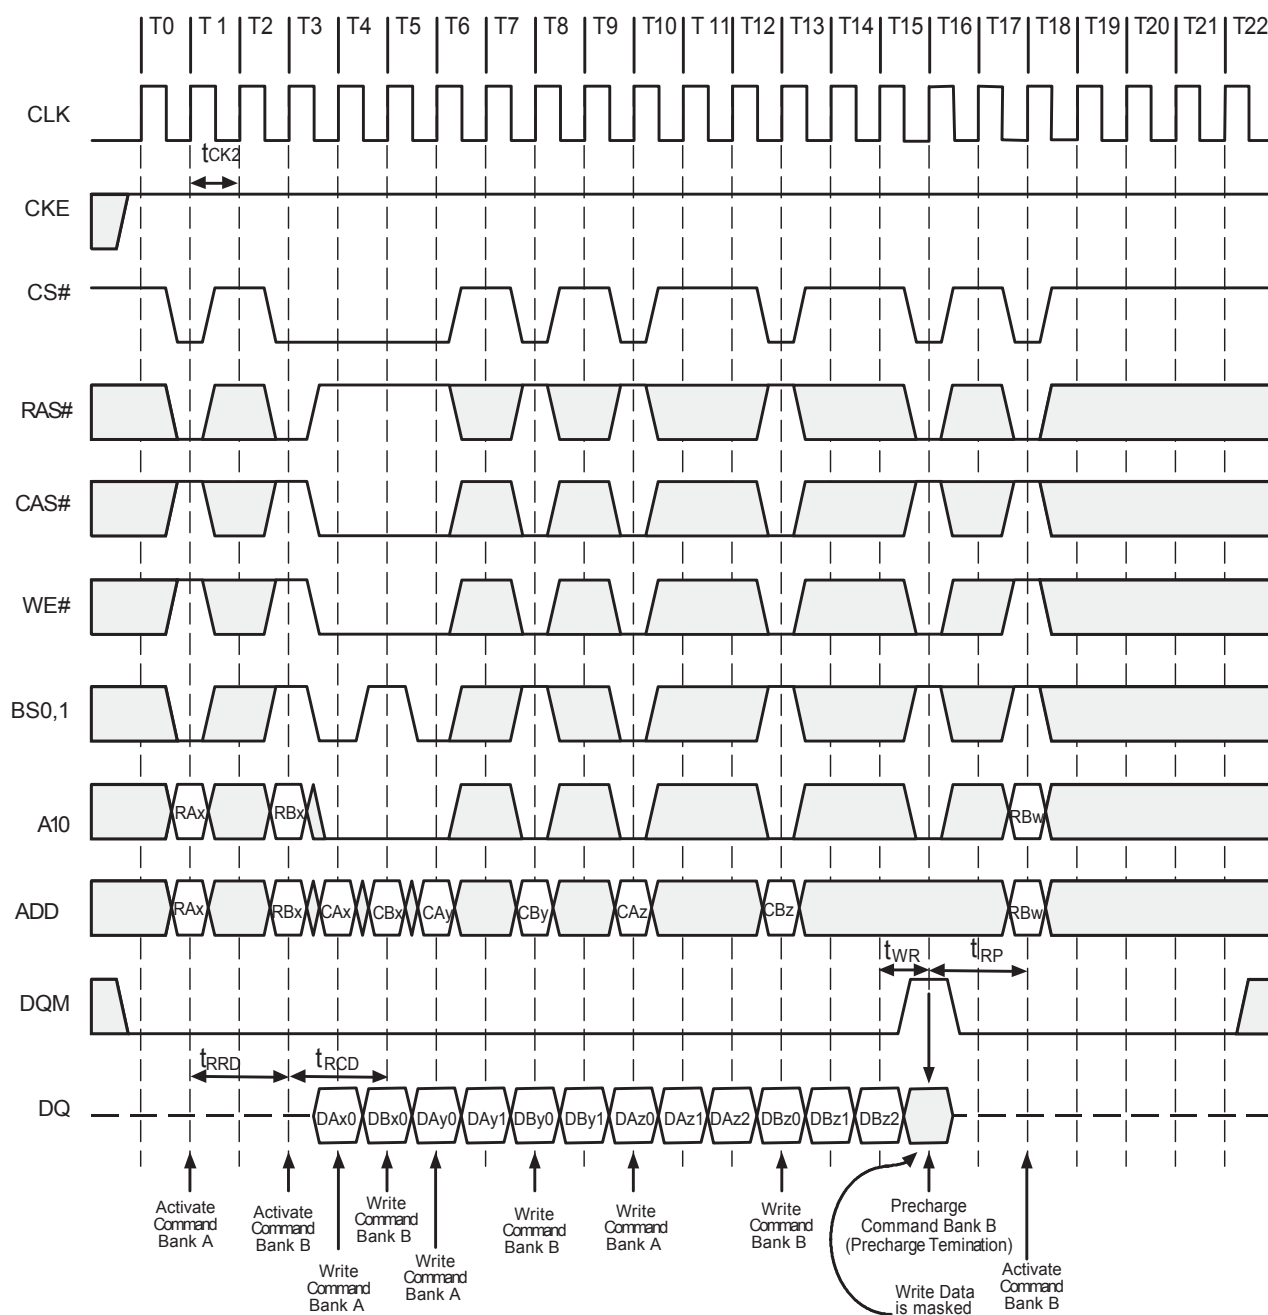 T0 T 1 T2 T3 T4 T5 T6 T7 T8 T9 T10 T 11 T12 T13 T14 T15 T16 T17 T18 T19 T20 T21 T22
CLK
tCK2
CKE
CS#
RAS#
CAS#
WE#
BS0,1
A10 RAx RBx RBw
ADD RAx RBx CAx CBx CAy CBy CAz CBz RBw
tWR tRP
DQM
tRRD tRCD
DQ DAx0 DBx0 DAy0 DAy1 DBy0 DBy1 DAz0 DAz1 DAz2 DBz0 DBz1 DBz2
Activate
Command
Bank A
Activate
Command
Bank B
Write
Command
Bank A
Write
Command
Bank B
Write
Command
Bank A
Write
Command
Bank B
Write
Command
Bank A
Write
Command
Bank B
Precharge
Command Bank B
(Precharge Temination)
Write Data
is masked
Activate
Command
Bank B